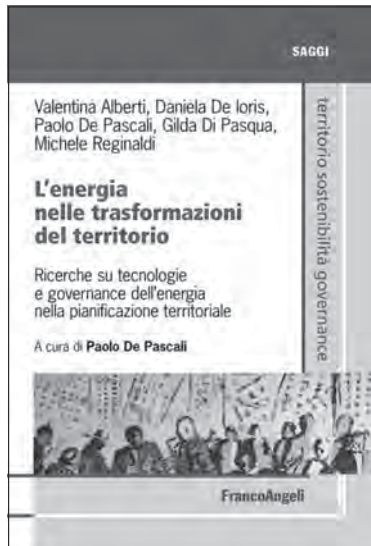 SAGGI
territorio sostenibilità governance
Valentina Alberti, Daniela De Ioris,
Paolo De Pascali, Gilda Di Pasqua,
Michele Reginaldi
L'energia
nelle trasformazioni
del territorio
Ricerche su tecnologie
e governance dell'energia
nella pianificazione territoriale
A cura di Paolo De Pascali
FrancoAngeli